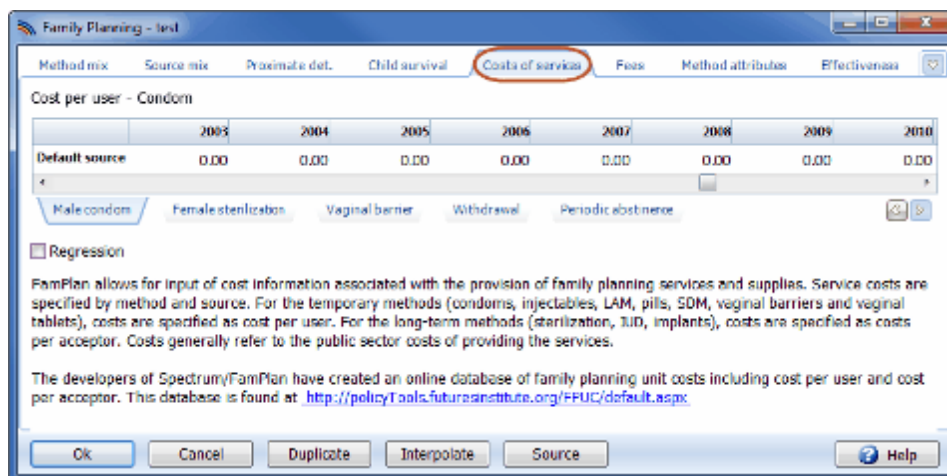 Family Planning - test
Method mix Source mix Proximate det. Child survival Costs of services Fees Method attributes Effectiveness
Cost per user - Condom
2003 2004 2005 2006 2007 2008 2009 2010
Default source 0.00 0.00 0.00 0.00 0.00 0.00 0.00 0.00
Male condom Female sterilization Vaginal barrier Withdrawal Periodic abstinence
Regression
FamPlan allows for input of cost information associated with the provision of family planning services and supplies. Service costs are
specified by method and source. For the temporary methods (condoms, injectables, LAM, pills, SDM, vaginal barriers and vaginal
tablets), costs are specified as cost per user. For the long-term methods (sterilization, IUD, implants), costs are specified as costs
per acceptor. Costs generally refer to the public sector costs of providing the services.
The developers of Spectrum/FamPlan have created an online database of family planning unit costs including cost per user and cost
per acceptor. This database is found at http://policyTools.futuresinstitute.org/FPUC/default.aspx
Ok Cancel Duplicate Interpolate Source Help